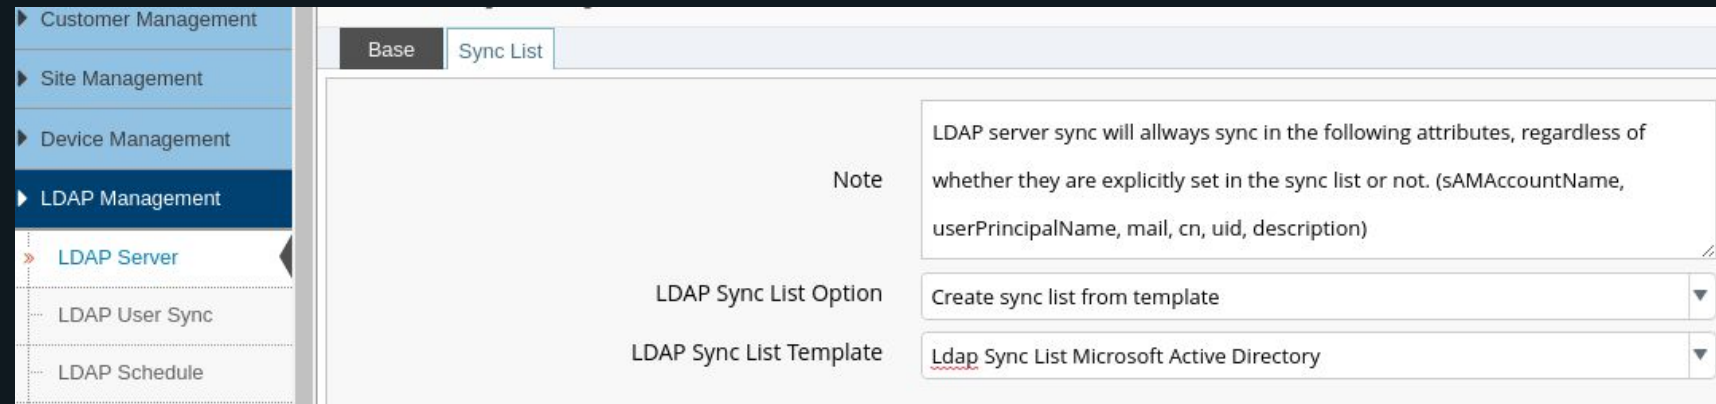 Customer Management
Site Management
Device Management
LDAP Management
» LDAP Server
LDAP User Sync
LDAP Schedule
Base
Sync List
Note
LDAP server sync will allways sync in the following attributes, regardless of
whether they are explicitly set in the sync list or not. (sAMAccountName,
userPrincipalName, mail, cn, uid, description)
LDAP Sync List Option
Create sync list from template
LDAP Sync List Template
Ldap Sync List Microsoft Active Directory